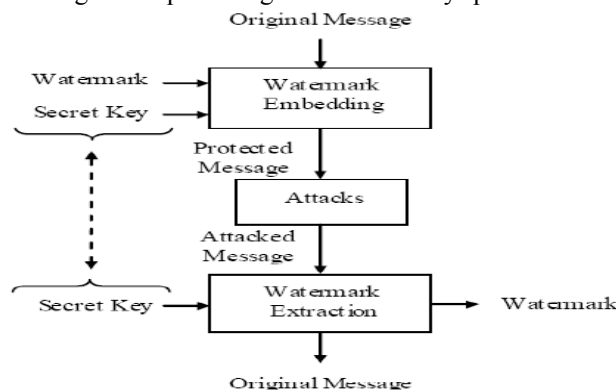 Original Message
Watermark
Secret Key
Watermark
Embedding
Protected
Message
Attacks
Attacked
Message
Secret Key
Watermark
Extraction
Watermark
Original Message